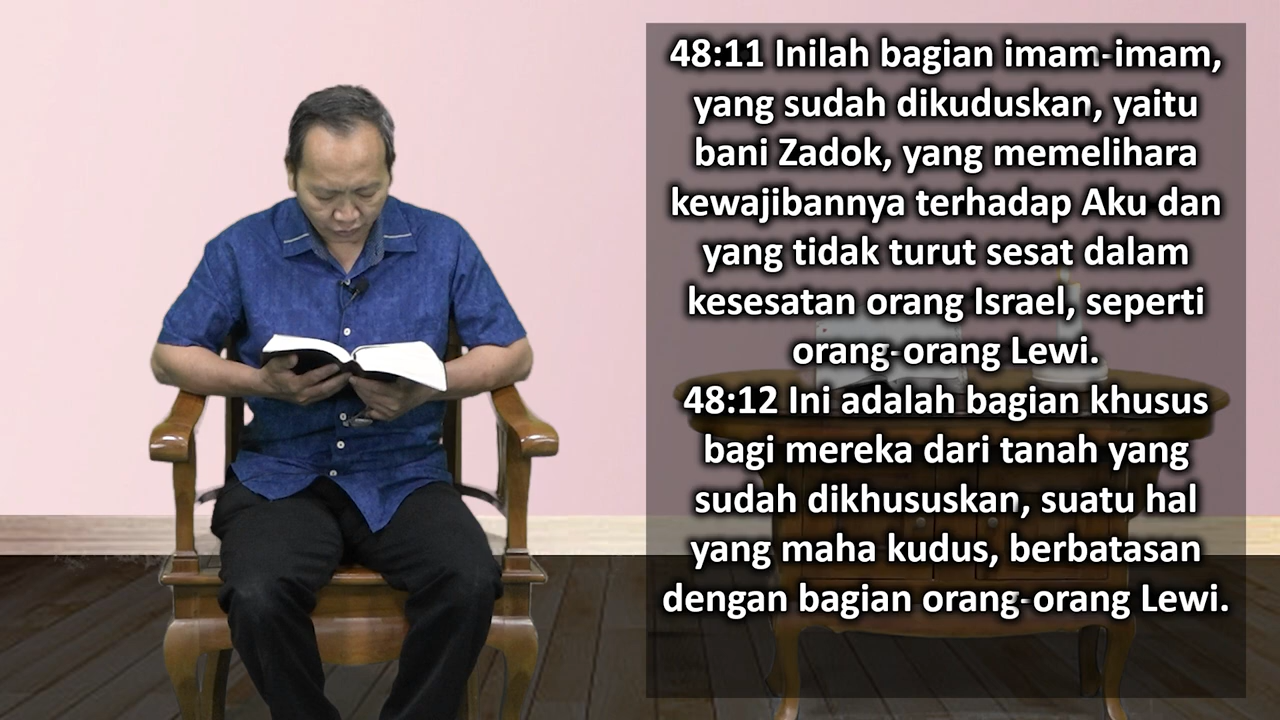 48:11 Inilah bagian imam-imam,
yang sudah dikuduskan, yaitu
bani Zadok, yang memelihara
kewajibannya terhadap Aku dan
yang tidak turut sesat dalam
kesesatan orang Israel, seperti
orang-orang Lewi.
48:12 Ini adalah bagian khusus
bagi mereka dari tanah yang
sudah dikhususkan, suatu hal
yang maha kudus, berbatasan
dengan bagian orang-orang Lewi.